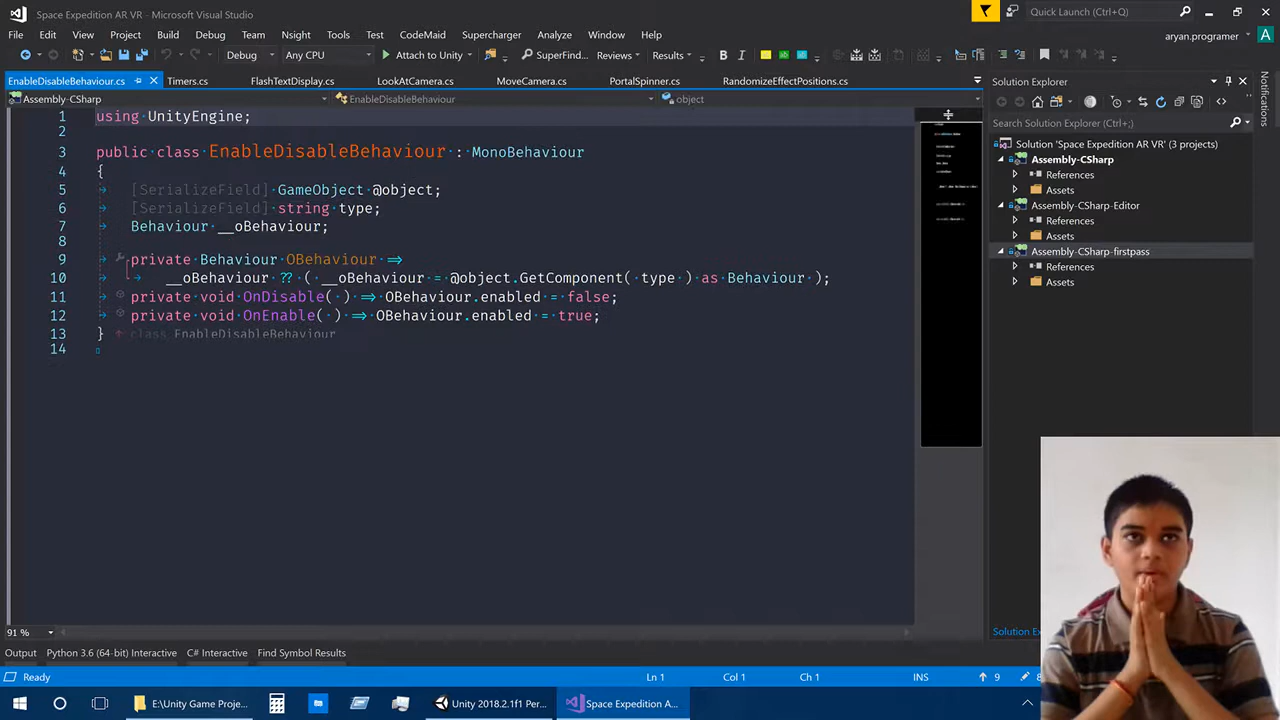 Space Expedition AR VR - Microsoft Visual Studio
Quick Launch (Ctrl+Q)
File Edit View Project Build Debug Team Insights Tools Test CodeMaid Supercharger Analyze Window Help
aryan.programer A
Debug Any CPU Attach to Unity SuperFind... Reviews Results B I
EnableDisableBehaviour.cs Timers.cs FlashTextDisplay.cs LookAtCamera.cs MoveCamera.cs PortalSpinner.cs RandomizeEffectPositions.cs
Assembly-CSharp EnableDisableBehaviour object
1 using UnityEngine;
2
3 public class EnableDisableBehaviour : MonoBehaviour
4 {
5 [SerializeField] GameObject @object;
6 [SerializeField] string type;
7 Behaviour __oBehaviour;
8
9 private Behaviour OBehaviour =>
10 __oBehaviour ?? ( __oBehaviour = @object.GetComponent( type ) as Behaviour );
11 private void OnDisable( ) => OBehaviour.enabled = false;
12 private void OnEnable( ) => OBehaviour.enabled = true;
13 } class EnableDisableBehaviour
14
91 %
Solution Explorer
Search Solution Explorer (Ctrl+;)
Solution 'Space Expedition AR VR' (3 projects)
Assembly-CSharp
References
Assets
Assembly-CSharp-Editor
References
Assets
Assembly-CSharp-firstpass
References
Assets
Notifications
Solution Ex
Output Python 3.6 (64-bit) Interactive C# Interactive Find Symbol Results
Ready Ln 1 Col 1 Ch 1 INS 9
E:\Unity Game Proje... Unity 2018.2.1f1 Per... Space Expedition A...